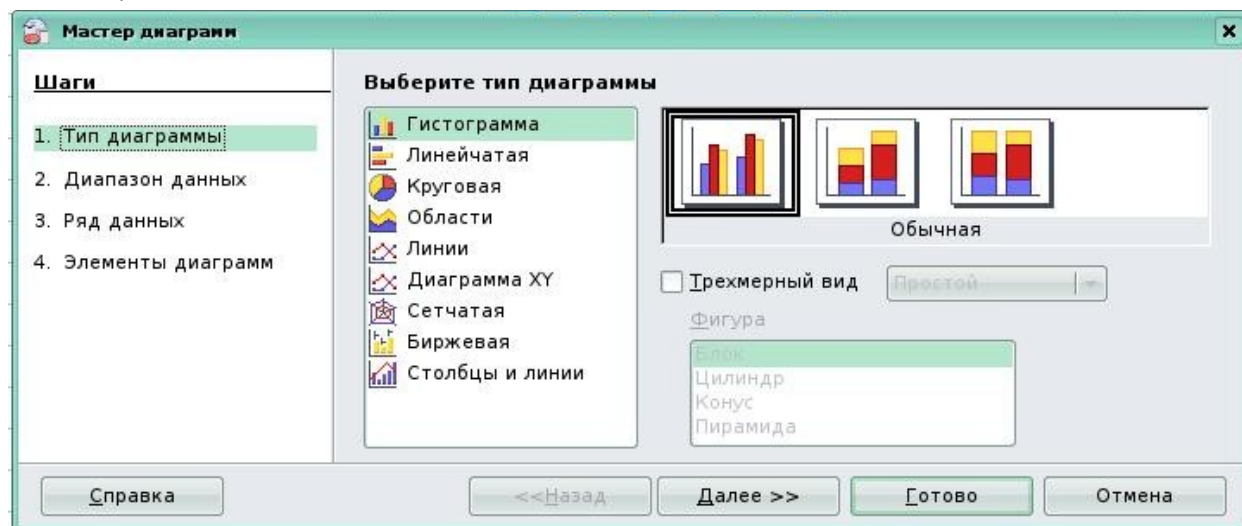 Мастер диаграмм
Шаги
1. Тип диаграммы
2. Диапазон данных
3. Ряд данных
4. Элементы диаграмм
Выберите тип диаграммы
Гистограмма
Линейчатая
Круговая
Области
Линии
Диаграмма XY
Сетчатая
Биржевая
Столбцы и линии
Обычная
Трехмерный вид
Простой
Фигура
Блок
Цилиндр
Конус
Пирамида
Справка
<<Назад
Далее >>
Готово
Отмена